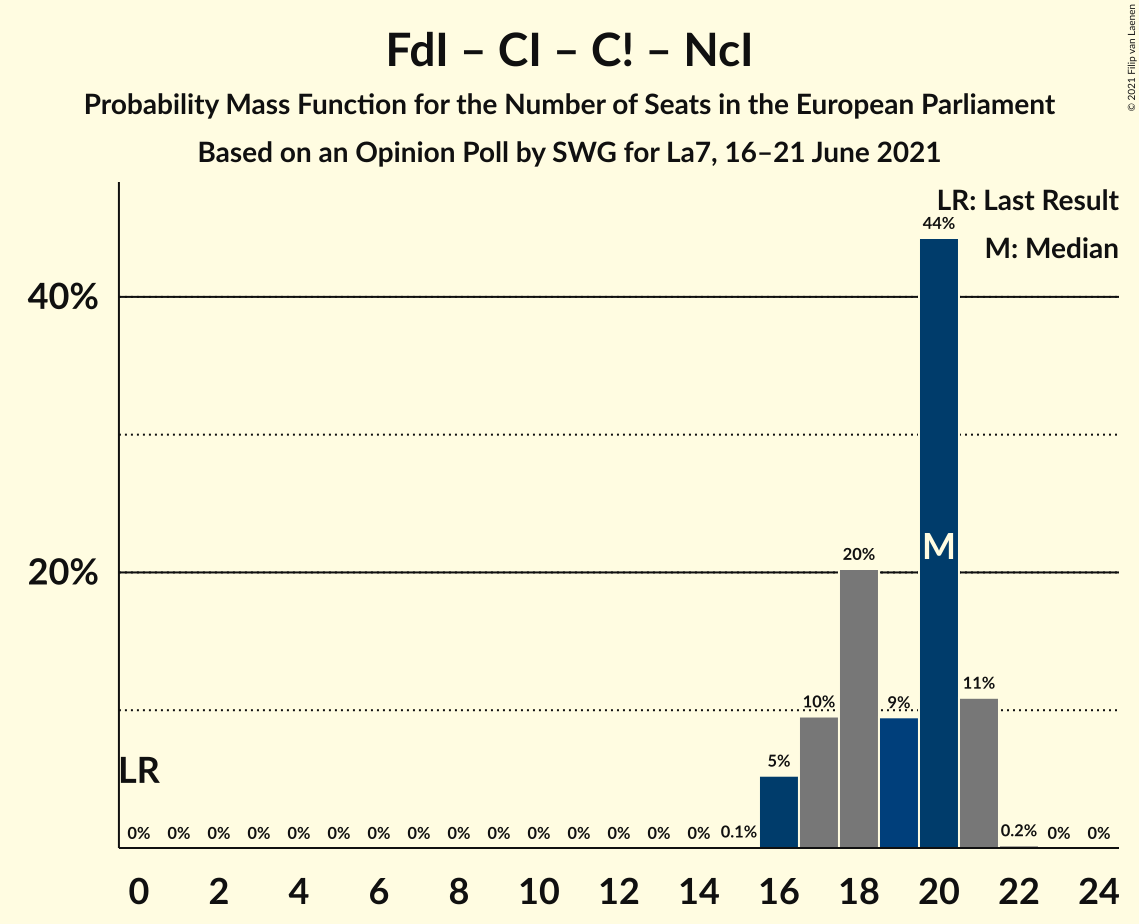 FdI – CI – C! – NcI
Probability Mass Function for the Number of Seats in the European Parliament
Based on an Opinion Poll by SWG for La7, 16–21 June 2021
© 2021 Filip van Laenen
LR: Last Result
M: Median
40%
20%
44%
20%
10%
9%
11%
5%
M
LR
0% 0% 0% 0% 0% 0% 0% 0% 0% 0% 0% 0% 0% 0% 0% 0.1% 0.2% 0% 0%
0 2 4 6 8 10 12 14 16 18 20 22 24